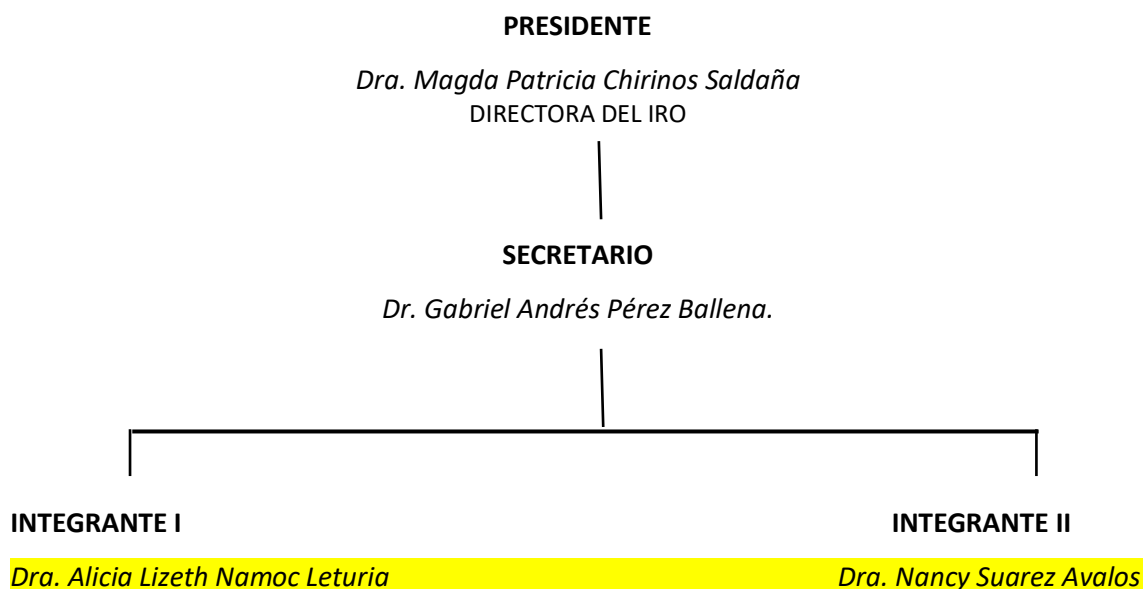 PRESIDENTE
Dra. Magda Patricia Chirinos Saldaña
DIRECTORA DEL IRO
SECRETARIO
Dr. Gabriel Andrés Pérez Ballena.
INTEGRANTE I
INTEGRANTE II
Dra. Alicia Lizeth Namoc Leturia
Dra. Nancy Suarez Avalos